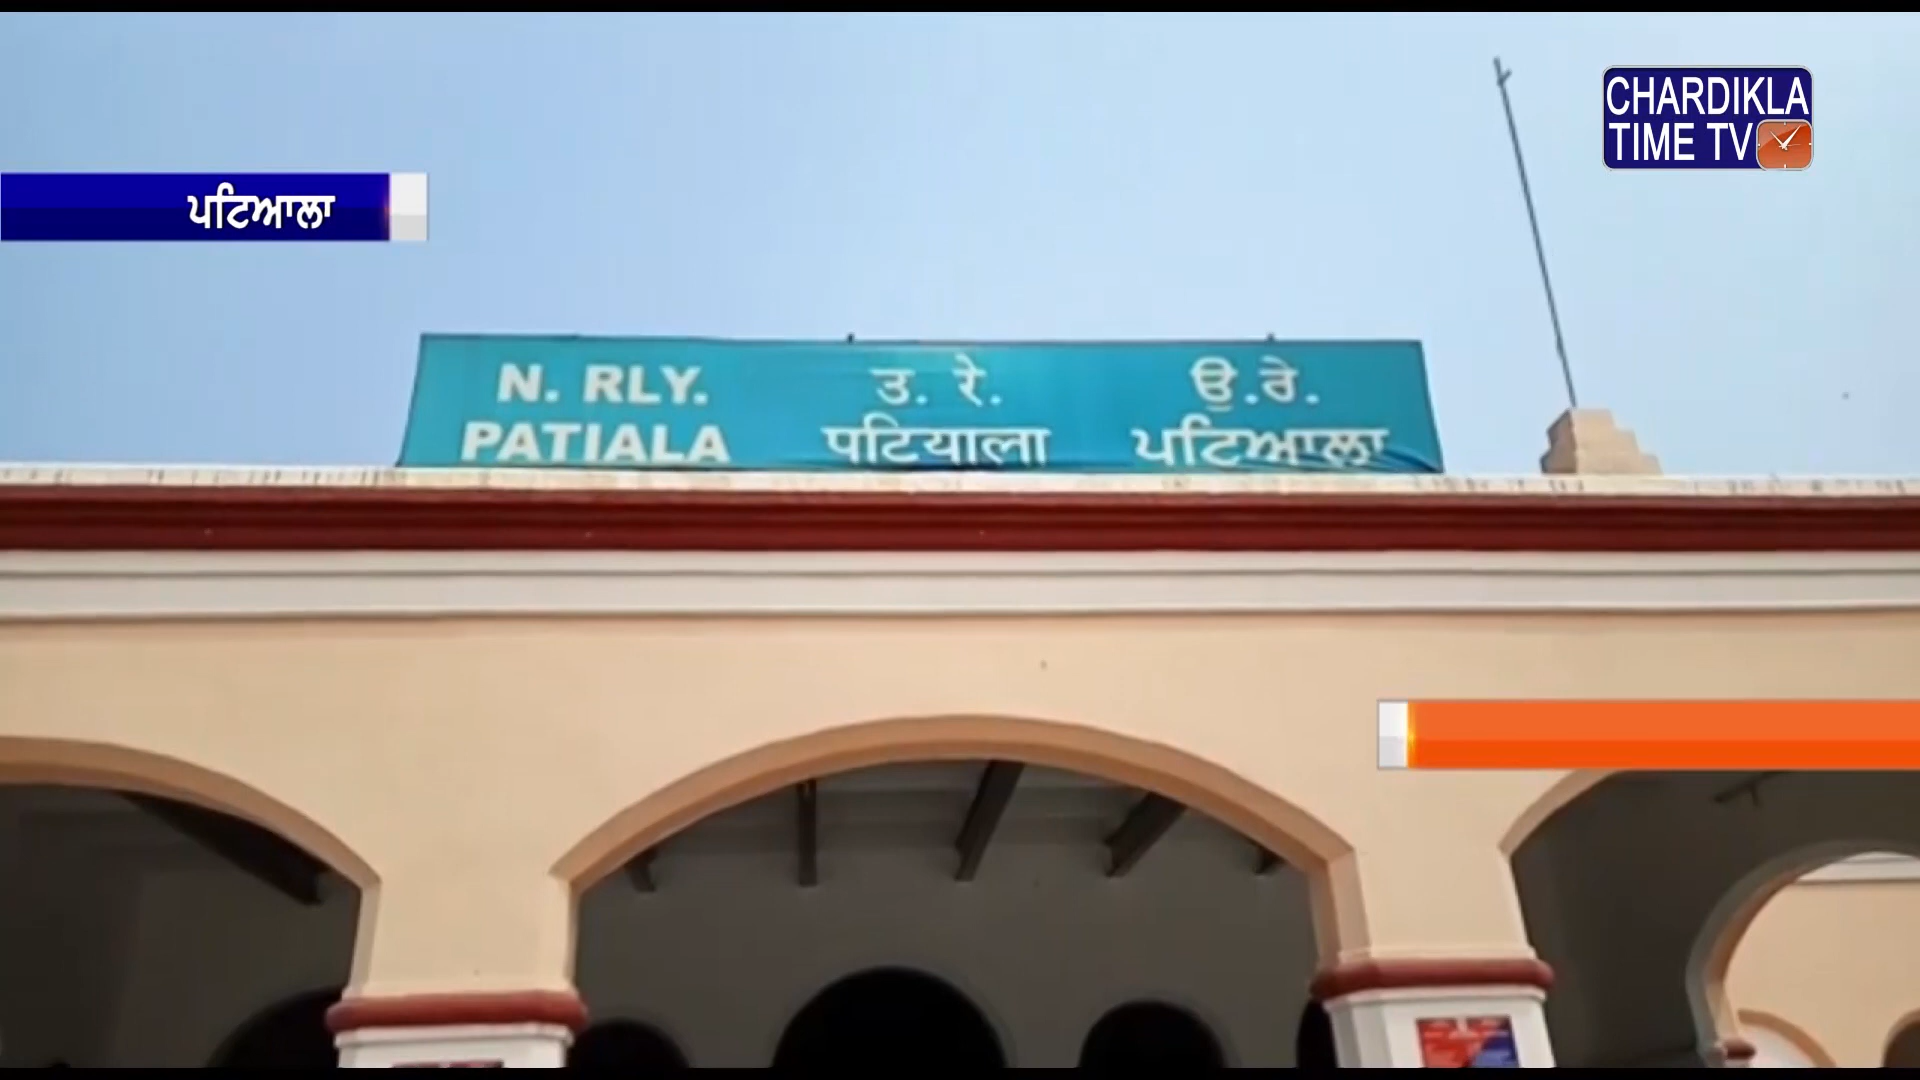 CHARDIKLA
TIME TV
ਪਟਿਆਲਾ
N. RLY. उ. रे. ਉ.ਰੇ.
PATIALA पटियाला ਪਟਿਆਲਾ